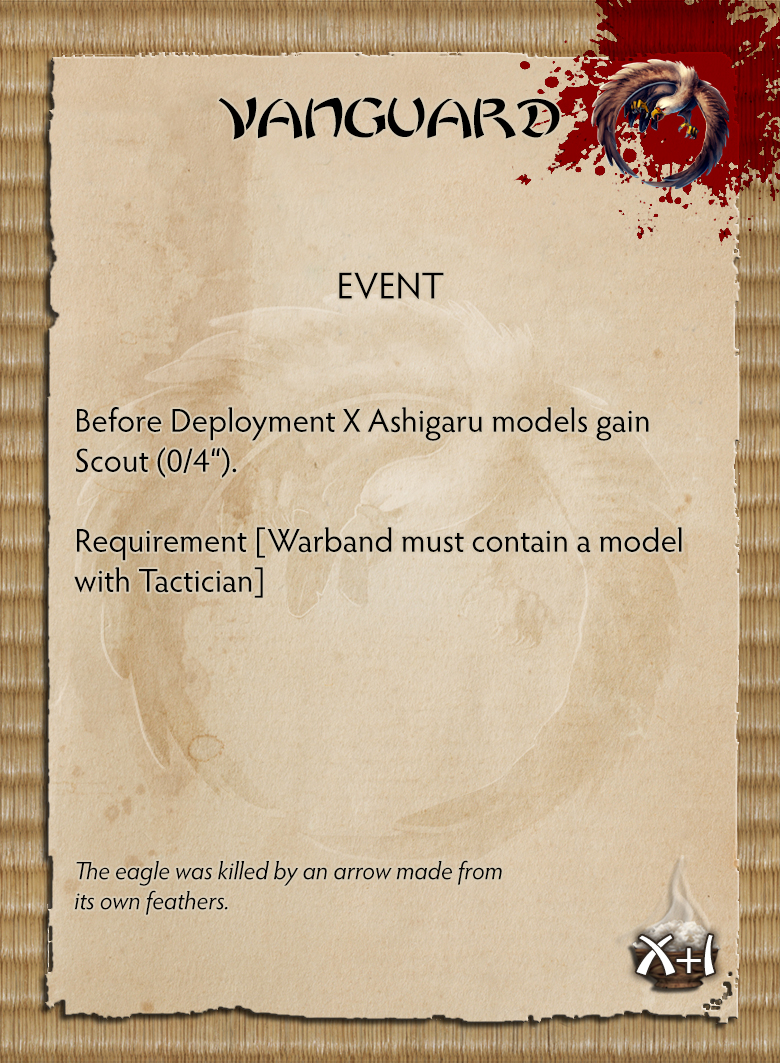 VANGUARD
EVENT
Before Deployment X Ashigaru models gain
Scout (0/4“).
Requirement [Warband must contain a model
with Tactician]
The eagle was killed by an arrow made from
its own feathers.
X+1